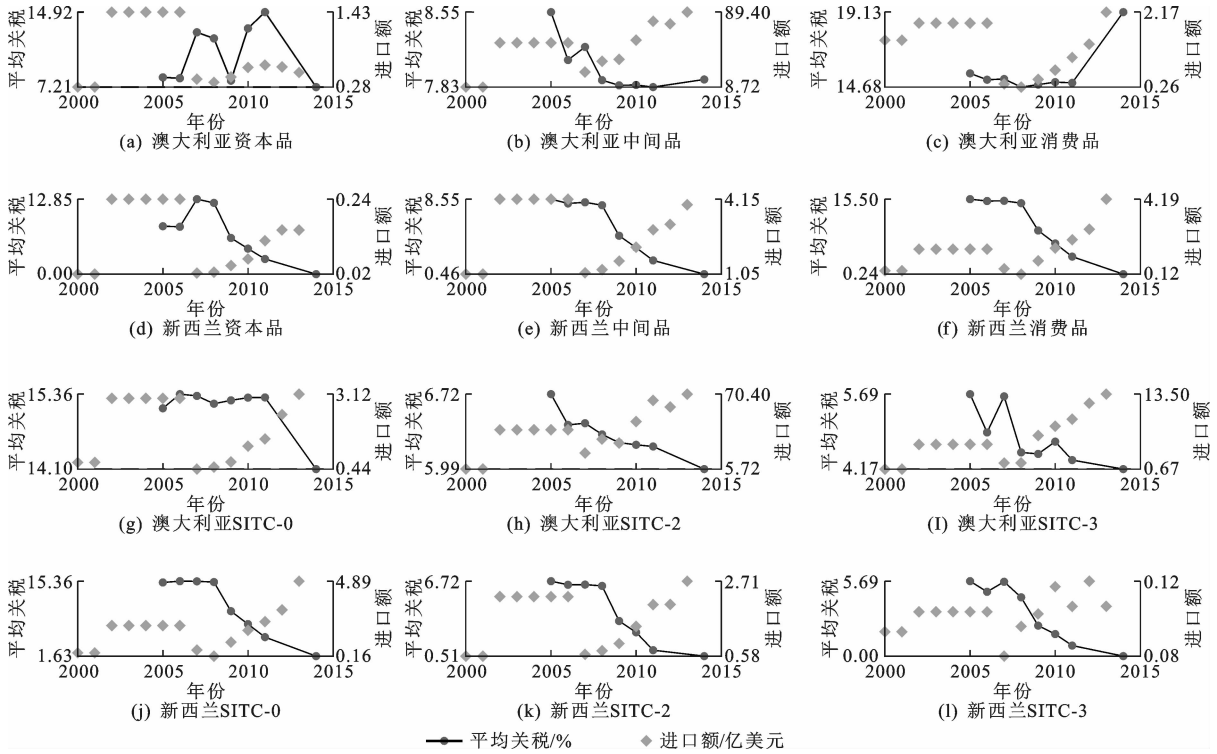 14.92 1.43 平均关税 进口额 7.21 0.28
2000 2005 2010 2015
年份
(a) 澳大利亚资本品
8.55 89.40 平均关税 进口额 7.83 8.72
2000 2005 2010 2015
年份
(b) 澳大利亚中间品
19.13 2.17 平均关税 进口额 14.68 0.26
2000 2005 2010 2015
年份
(c) 澳大利亚消费品
12.85 0.24 平均关税 进口额 0.00 0.02
2000 2005 2010 2015
年份
(d) 新西兰资本品
8.55 4.15 平均关税 进口额 0.46 1.05
2000 2005 2010 2015
年份
(e) 新西兰中间品
15.50 4.19 平均关税 进口额 0.24 0.12
2000 2005 2010 2015
年份
(f) 新西兰消费品
15.36 3.12 平均关税 进口额 14.10 0.44
2000 2005 2010 2015
年份
(g) 澳大利亚SITC-0
6.72 70.40 平均关税 进口额 5.99 5.72
2000 2005 2010 2015
年份
(h) 澳大利亚SITC-2
5.69 13.50 平均关税 进口额 4.17 0.67
2000 2005 2010 2015
年份
(I) 澳大利亚SITC-3
15.36 4.89 平均关税 进口额 1.63 0.16
2000 2005 2010 2015
年份
(j) 新西兰SITC-0
6.72 2.71 平均关税 进口额 0.51 0.58
2000 2005 2010 2015
年份
(k) 新西兰SITC-2
5.69 0.12 平均关税 进口额 0.00 0.08
2000 2005 2010 2015
年份
(l) 新西兰SITC-3
平均关税/% 进口额/亿美元